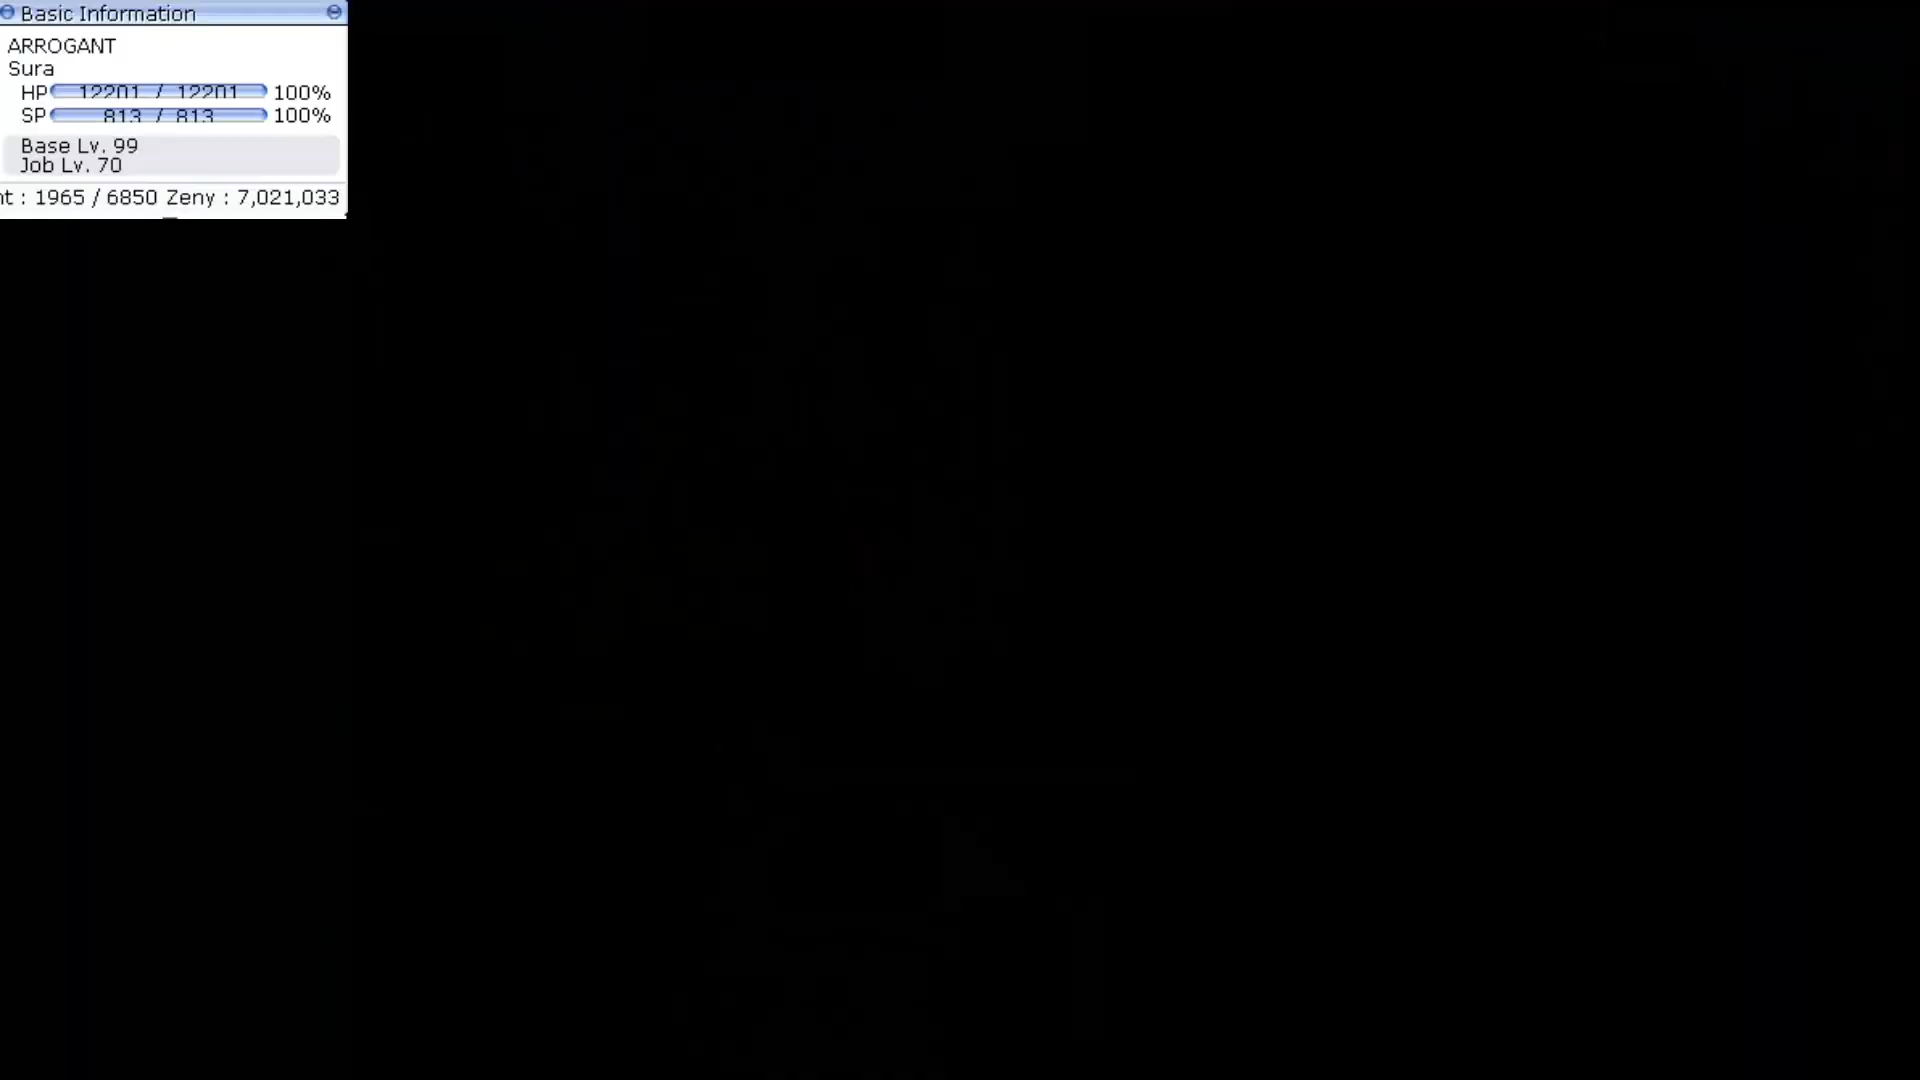 Basic Information
ARROGANT
Sura
HP 12201 / 12201 100%
SP 813 / 813 100%
Base Lv. 99
Job Lv. 70
: 1965 / 6850 Zeny : 7,021,033